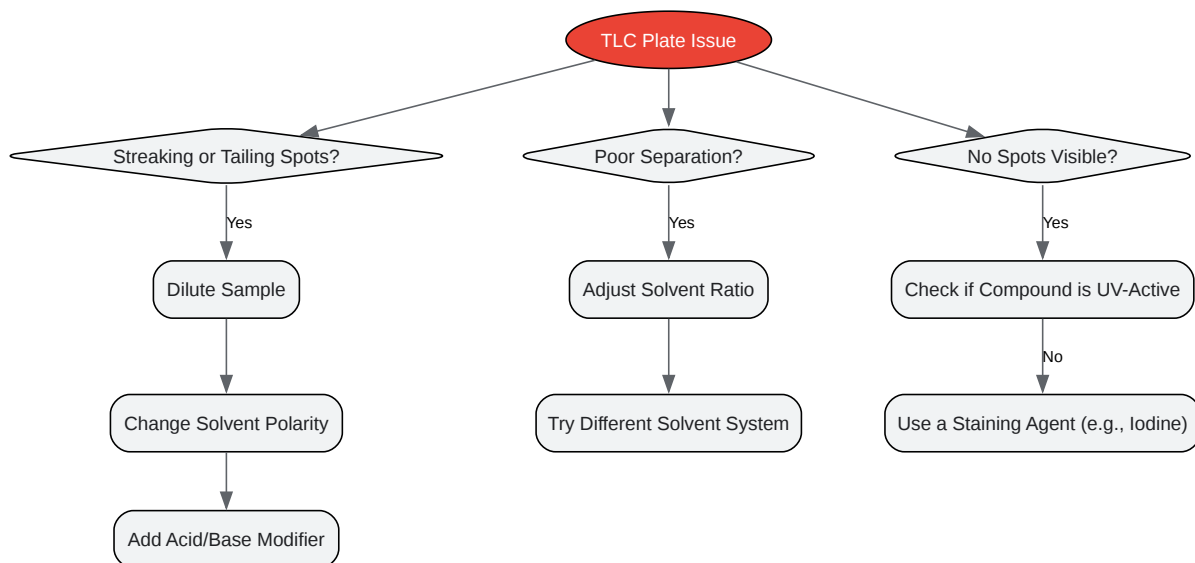 TLC Plate Issue
Streaking or Tailing Spots?
Poor Separation?
No Spots Visible?
Yes
Yes
Yes
Dilute Sample
Adjust Solvent Ratio
Check if Compound is UV-Active
No
Change Solvent Polarity
Try Different Solvent System
Use a Staining Agent (e.g., Iodine)
Add Acid/Base Modifier